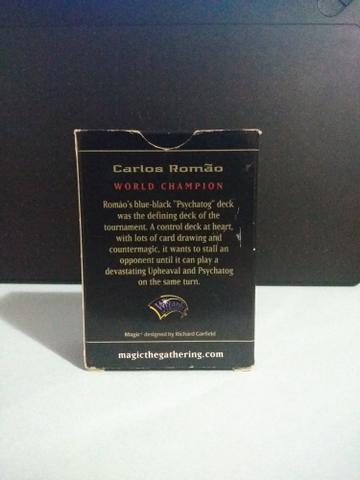 Carlos Romão
WORLD CHAMPION
Romão's blue-black "Psychatog" deck
was the defining deck of the
tournament. A control deck at heart,
with lots of card drawing and
countermagic, it wants to stall an
opponent until it can play a
devastating Upheaval and Psychatog
on the same turn.
Wizards
Magic® designed by Richard Garfield
magicthegathering.com